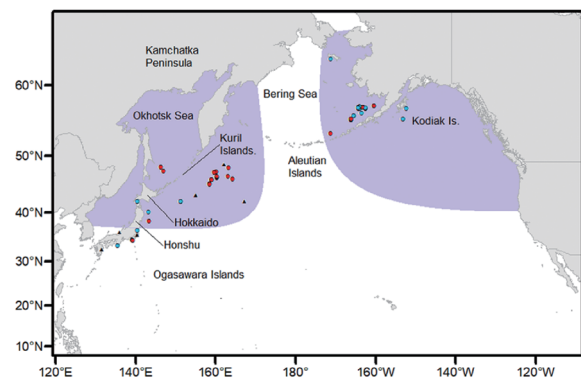 Kamchatka
Peninsula
60°N
Bering Sea
Okhotsk Sea
Kodiak Is.
Kuril
Islands.
50°N
Aleutian
Islands
40°N
Hokkaido
Honshu
Ogasawara Islands
30°N
20°N
10°N
120°E
140°E
160°E
180°
160°W
140°W
120°W